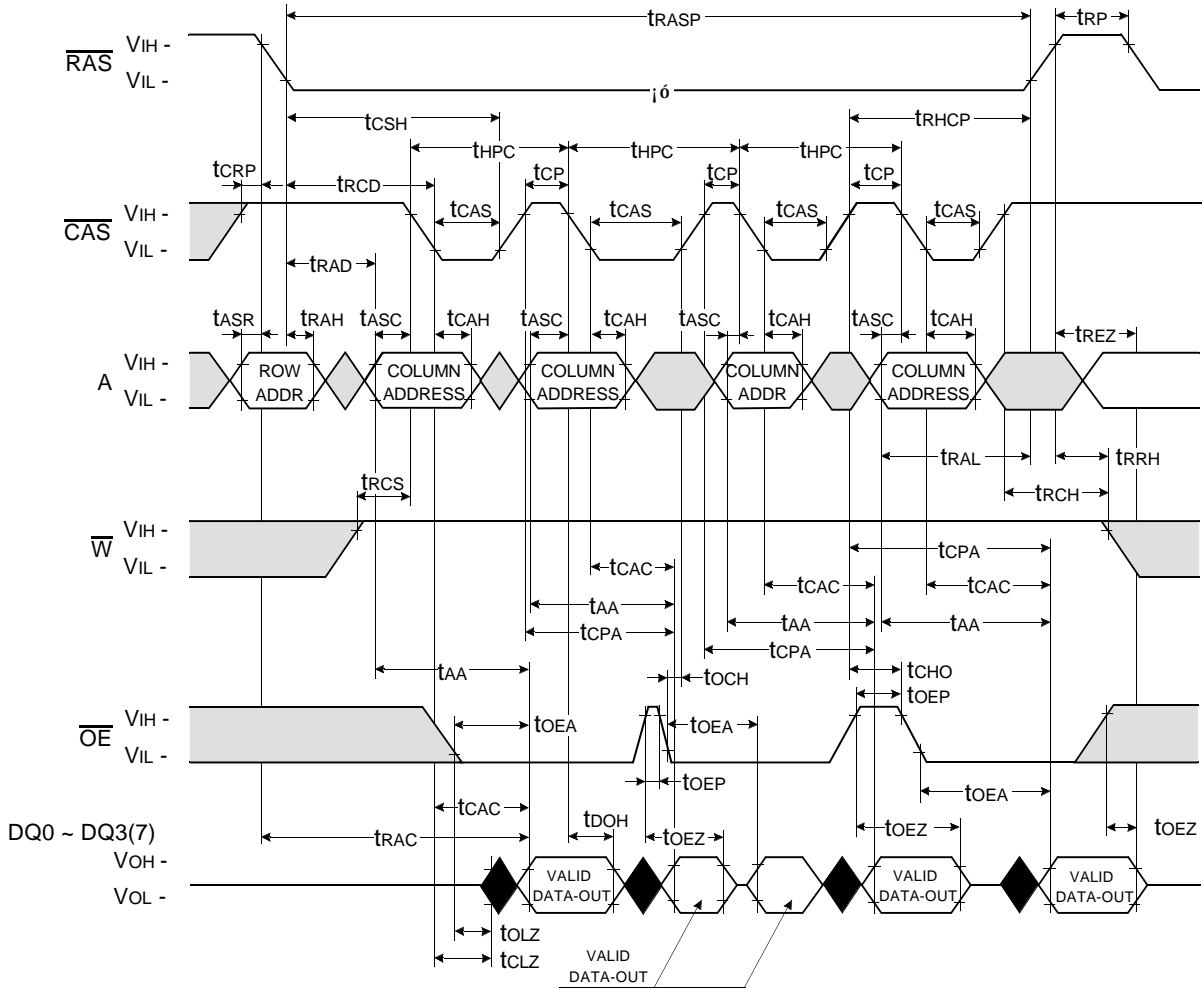 tRASP
tRP
RAS
VIH -
VIL -
¡ó
tCSH
tRHCP
tHPC
tHPC
tHPC
tCRP
tRCD
tCP
tCP
tCP
CAS
VIH -
VIL -
tCAS
tCAS
tCAS
tCAS
tRAD
tASR
tRAH
tASC
tCAH
tASC
tCAH
tASC
tCAH
tASC
tCAH
tREZ
A
VIH -
VIL -
ROW
ADDR
COLUMN
ADDRESS
COLUMN
ADDRESS
COLUMN
ADDR
COLUMN
ADDRESS
tRAL
tRRH
tRCS
tRCH
W
VIH -
VIL -
tCPA
tCAC
tCAC
tCAC
tAA
tAA
tAA
tCPA
tCPA
tAA
tOCH
tCHO
tOEP
OE
VIH -
VIL -
tOEA
tOEA
tOEP
tOEA
tCAC
tDOH
tOEZ
tOEZ
tOEZ
tRAC
DQ0 ~ DQ3(7)
VOH -
VOL -
VALID
DATA-OUT
VALID
DATA-OUT
VALID
DATA-OUT
tOLZ
tCLZ
VALID
DATA-OUT